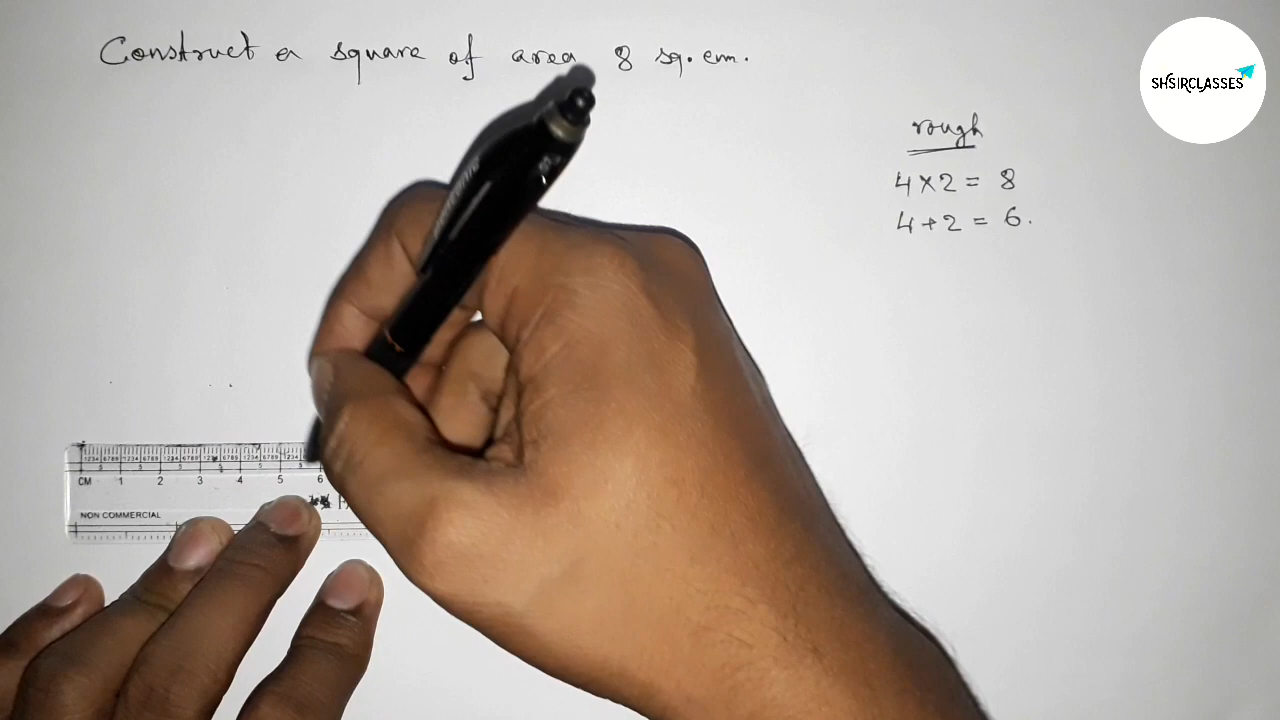 Construct a square of area 8 sq. cm.
SHSIRCLASSES
rough
4×2 = 8
4+2 = 6.
CM 1 2 3 4 5 6
NON COMMERCIAL